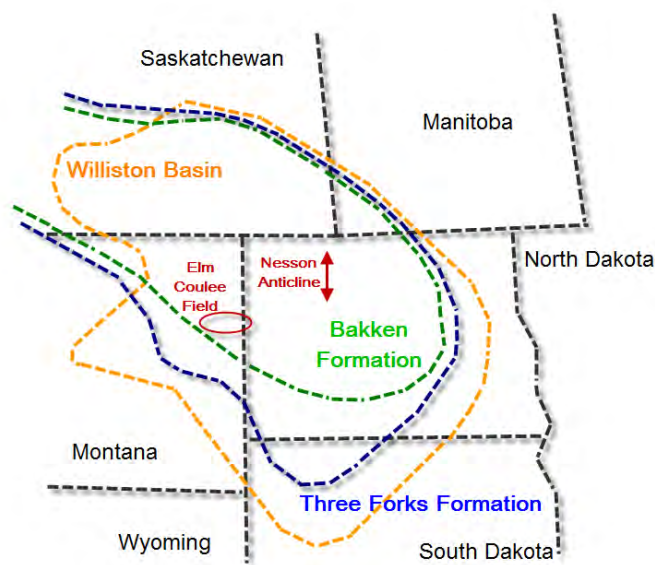 Saskatchewan
Manitoba
Williston Basin
North Dakota
Elm
Coulee
Field
Nesson
Anticline
Bakken
Formation
Montana
Three Forks Formation
Wyoming
South Dakota